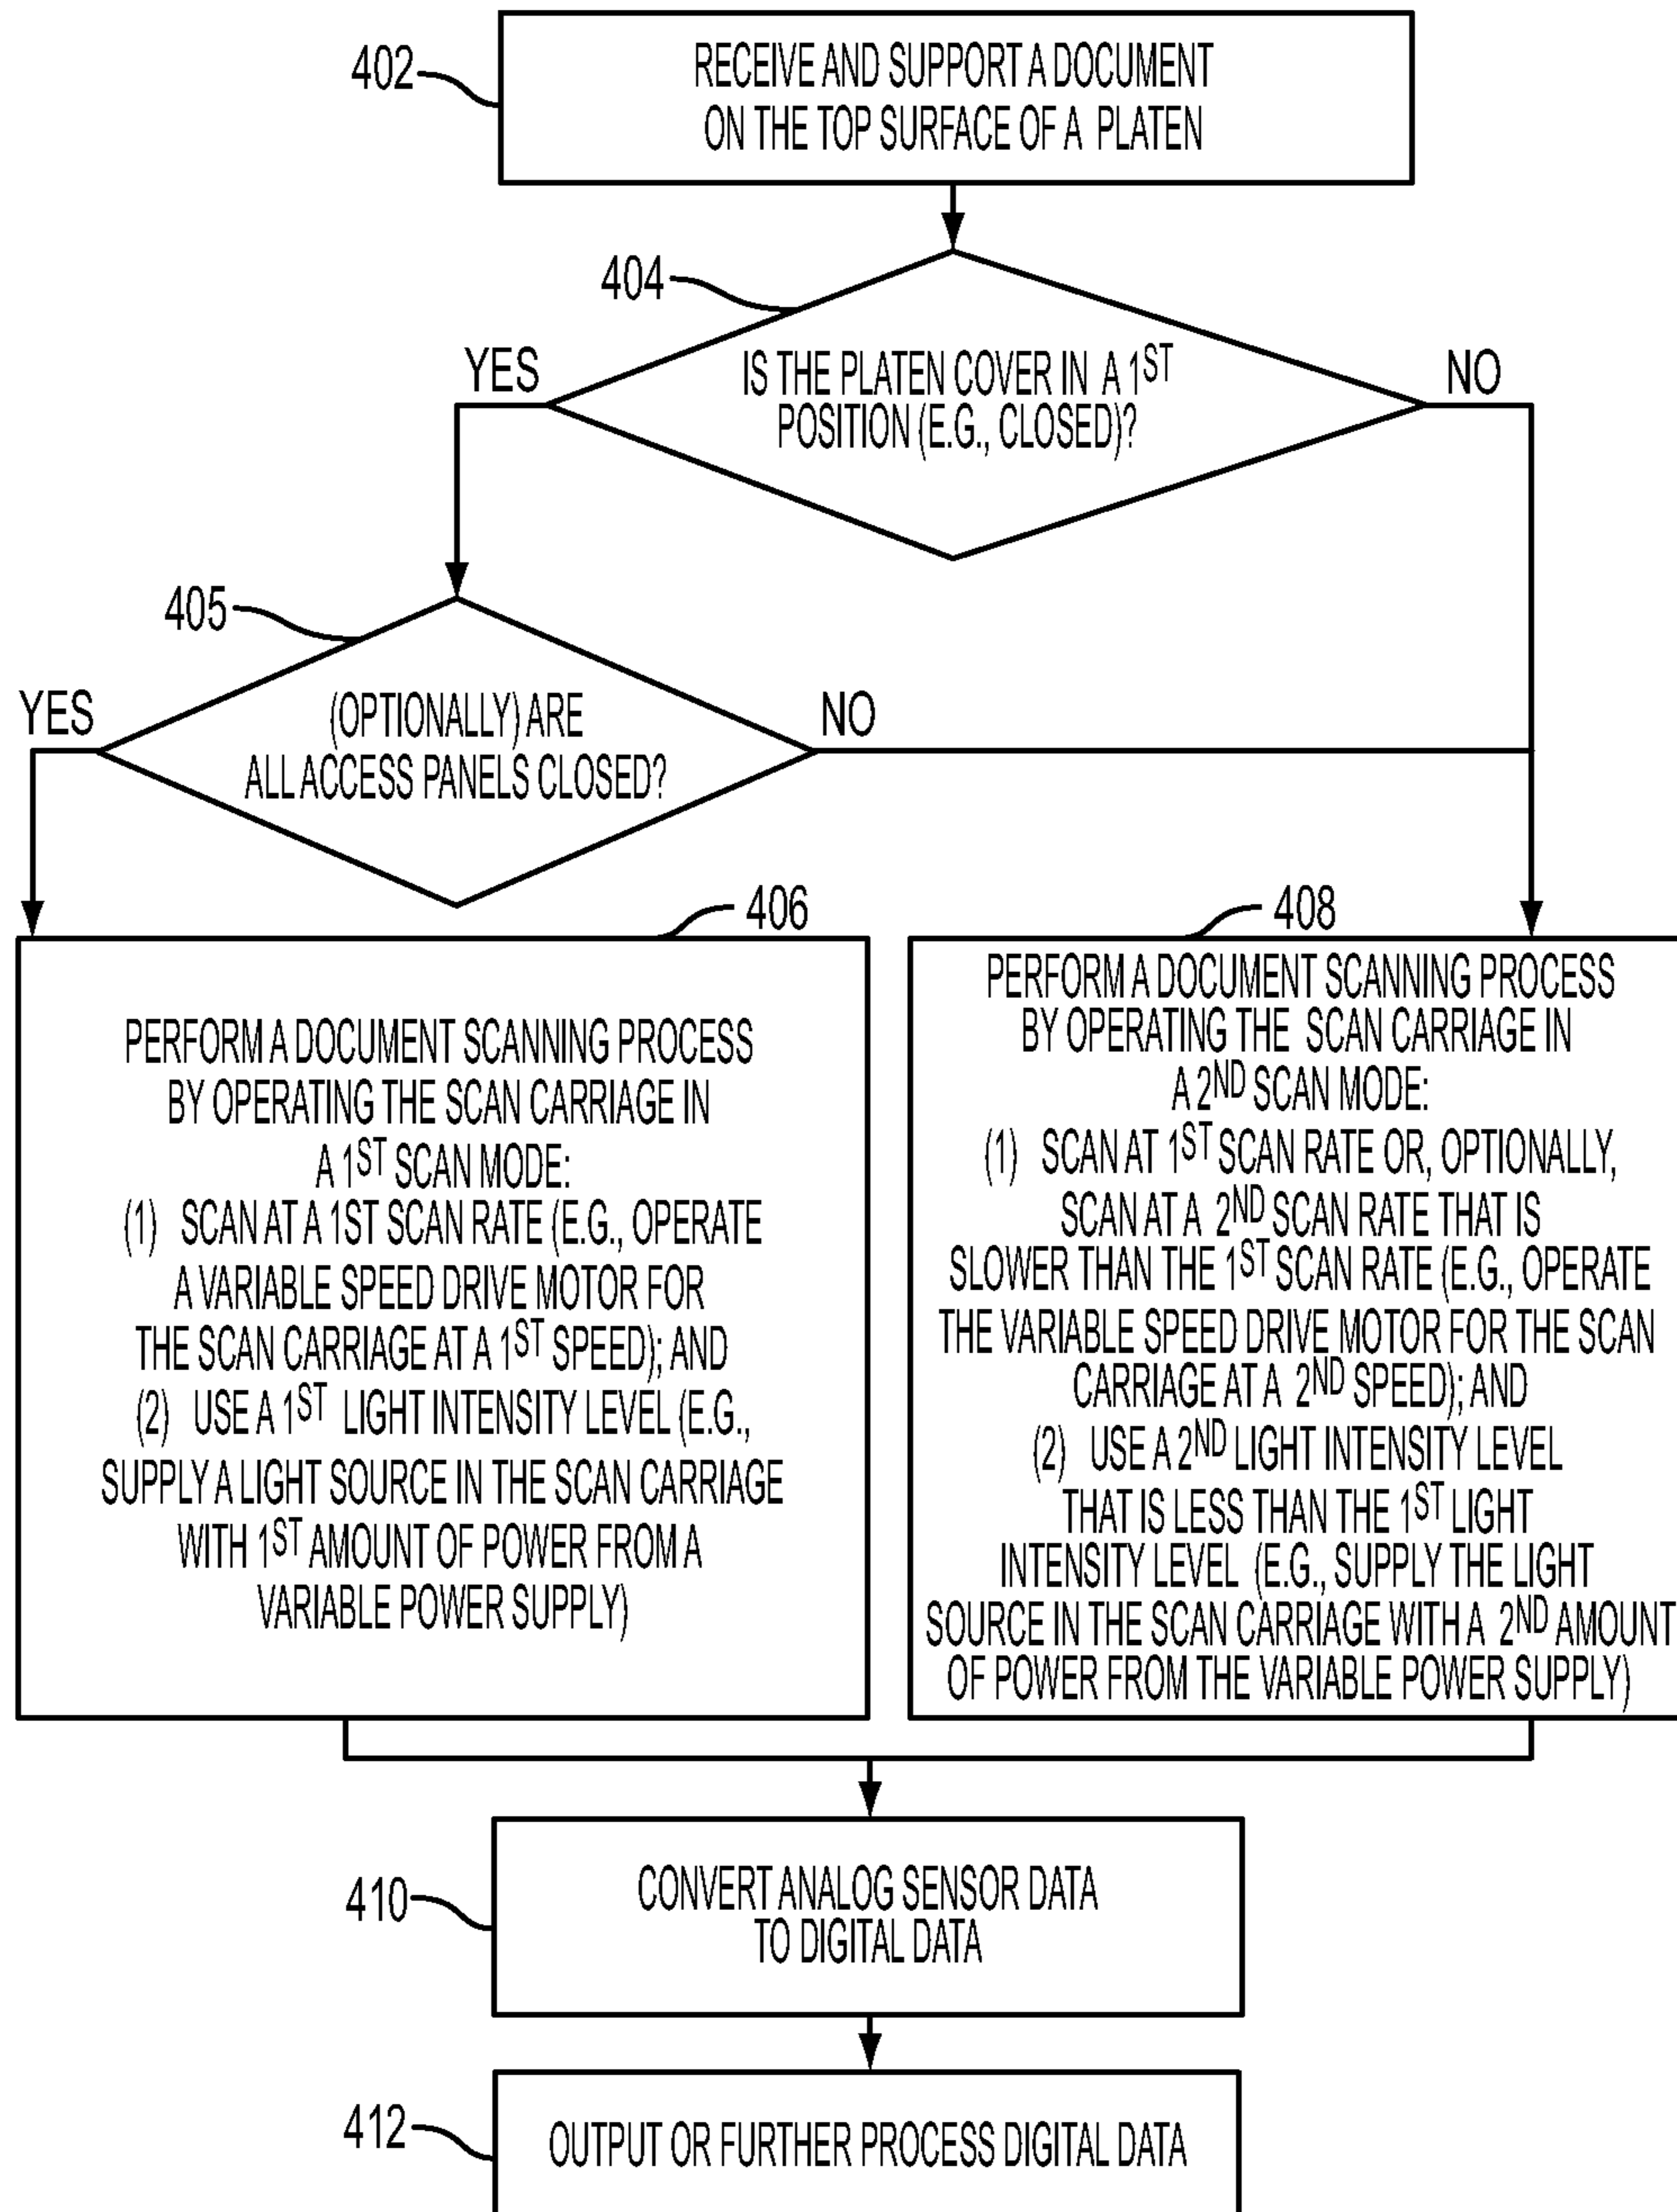 402
RECEIVE AND SUPPORT A DOCUMENT
ON THE TOP SURFACE OF A PLATEN
404
YES
IS THE PLATEN COVER IN A 1ST
POSITION (E.G., CLOSED)?
NO
405
YES
(OPTIONALLY) ARE
ALL ACCESS PANELS CLOSED?
NO
406
PERFORM A DOCUMENT SCANNING PROCESS
BY OPERATING THE SCAN CARRIAGE IN
A 1ST SCAN MODE:
(1) SCAN AT A 1ST SCAN RATE (E.G., OPERATE
A VARIABLE SPEED DRIVE MOTOR FOR
THE SCAN CARRIAGE AT A 1ST SPEED); AND
(2) USE A 1ST LIGHT INTENSITY LEVEL (E.G.,
SUPPLY A LIGHT SOURCE IN THE SCAN CARRIAGE
WITH 1ST AMOUNT OF POWER FROM A
VARIABLE POWER SUPPLY)
408
PERFORM A DOCUMENT SCANNING PROCESS
BY OPERATING THE SCAN CARRIAGE IN
A 2ND SCAN MODE:
(1) SCAN AT 1ST SCAN RATE OR, OPTIONALLY,
SCAN AT A 2ND SCAN RATE THAT IS
SLOWER THAN THE 1ST SCAN RATE (E.G., OPERATE
THE VARIABLE SPEED DRIVE MOTOR FOR THE SCAN
CARRIAGE AT A 2ND SPEED); AND
(2) USE A 2ND LIGHT INTENSITY LEVEL
THAT IS LESS THAN THE 1ST LIGHT
INTENSITY LEVEL (E.G., SUPPLY THE LIGHT
SOURCE IN THE SCAN CARRIAGE WITH A 2ND AMOUNT
OF POWER FROM THE VARIABLE POWER SUPPLY)
410
CONVERT ANALOG SENSOR DATA
TO DIGITAL DATA
412
OUTPUT OR FURTHER PROCESS DIGITAL DATA